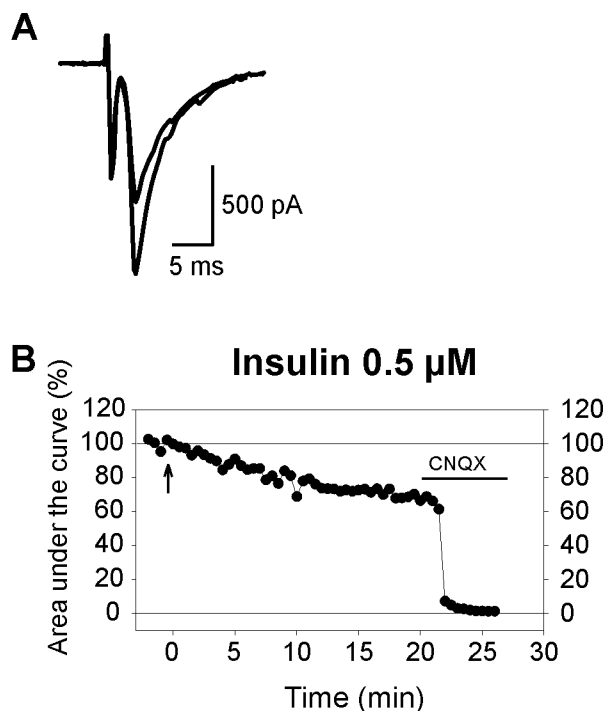 A
500 pA
5 ms
B
Insulin 0.5 µM
Area under the curve (%)
120 120
100 100
CNQX
80 80
60 60
40 40
20 20
0 0
0 5 10 15 20 25 30
Time (min)